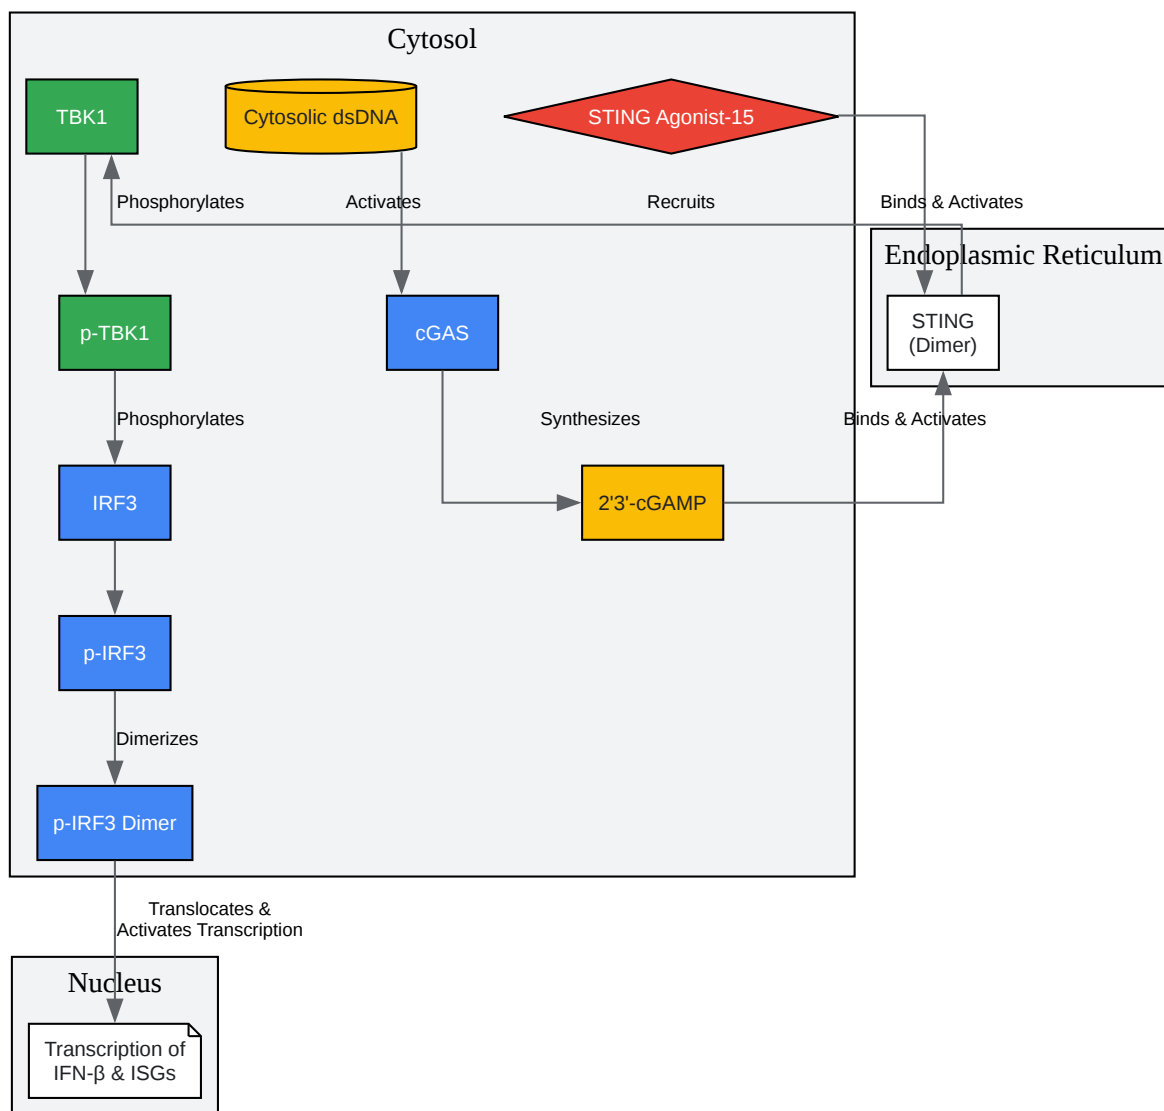 Cytosol
TBK1
Cytosolic dsDNA
STING Agonist-15
Phosphorylates
Activates
Recruits
Binds & Activates
Endoplasmic Reticulum
p-TBK1
cGAS
STING
(Dimer)
Phosphorylates
Synthesizes
Binds & Activates
IRF3
2'3'-cGAMP
p-IRF3
Dimerizes
p-IRF3 Dimer
Translocates &
Activates Transcription
Nucleus
Transcription of
IFN-β & ISGs